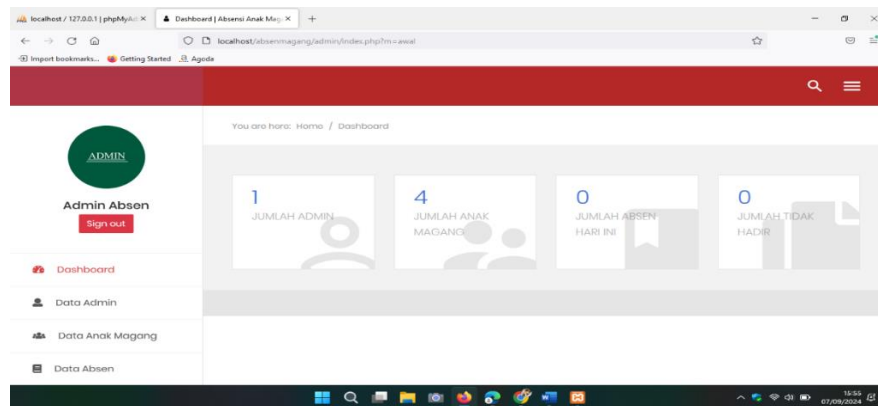 localhost / 127.0.0.1 | phpMyAd
Dashboard | Absensi Anak Mag
localhost/absenmagang/admin/index.php?m=awal
Import bookmarks... Getting Started Agoda
You are here: Home / Dashboard
ADMIN
Admin Absen
Sign out
Dashboard
Data Admin
Data Anak Magang
Data Absen
1
JUMLAH ADMIN
4
JUMLAH ANAK
MAGANG
0
JUMLAH ABSEN
HARI INI
0
JUMLAH TIDAK
HADIR
15:55
07/09/2024